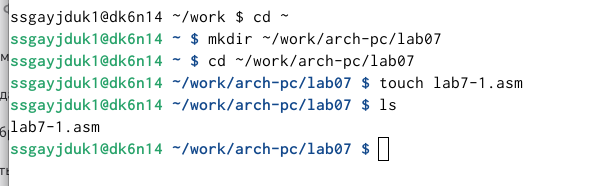 ssgayjduk1@dk6n14 ~/work $ cd ~
ssgayjduk1@dk6n14 ~ $ mkdir ~/work/arch-pc/lab07
ssgayjduk1@dk6n14 ~ $ cd ~/work/arch-pc/lab07
ssgayjduk1@dk6n14 ~/work/arch-pc/lab07 $ touch lab7-1.asm
ssgayjduk1@dk6n14 ~/work/arch-pc/lab07 $ ls
lab7-1.asm
ssgayjduk1@dk6n14 ~/work/arch-pc/lab07 $